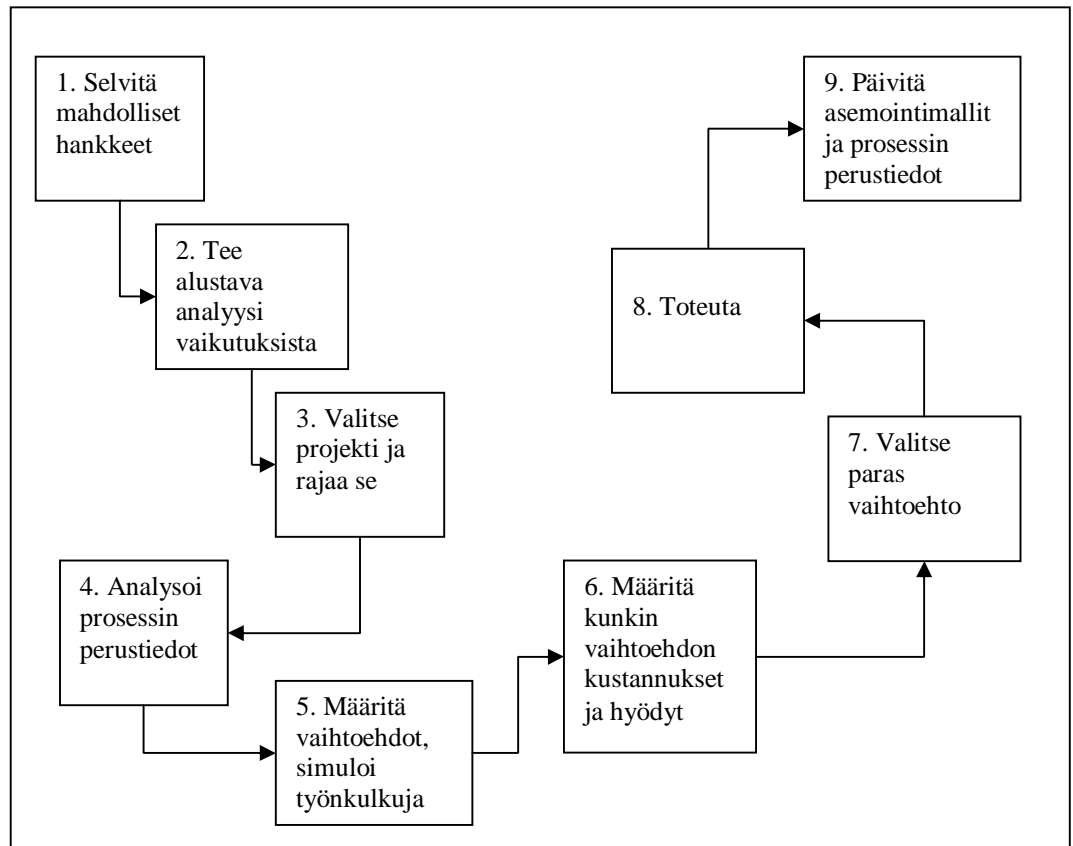 1. Selvitä
mahdolliset
hankkeet
2. Tee
alustava
analyysi
vaikutuksista
3. Valitse
projekti ja
rajaa se
4. Analysoi
prosessin
perustiedot
5. Määritä
vaihtoehdot,
simuloi
työnkulkuja
6. Määritä
kunkin
vaihtoehdon
kustannukset
ja hyödyt
7. Valitse
paras
vaihtoehto
8. Toteuta
9. Päivitä
asemointimallit
ja prosessin
perustiedot